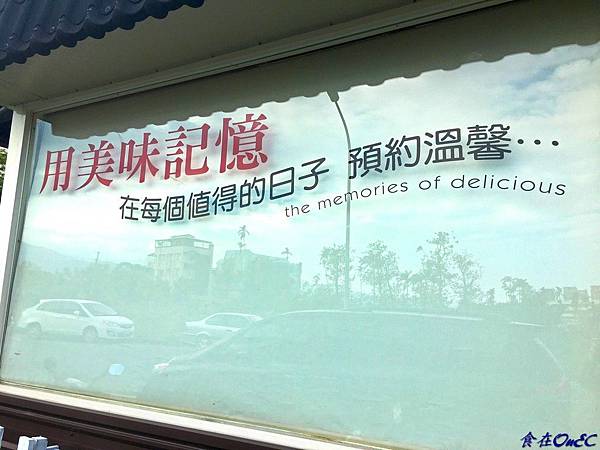 用美味記憶
在每個值得的日子 預約溫馨…
the memories of delicious
食在OnEC